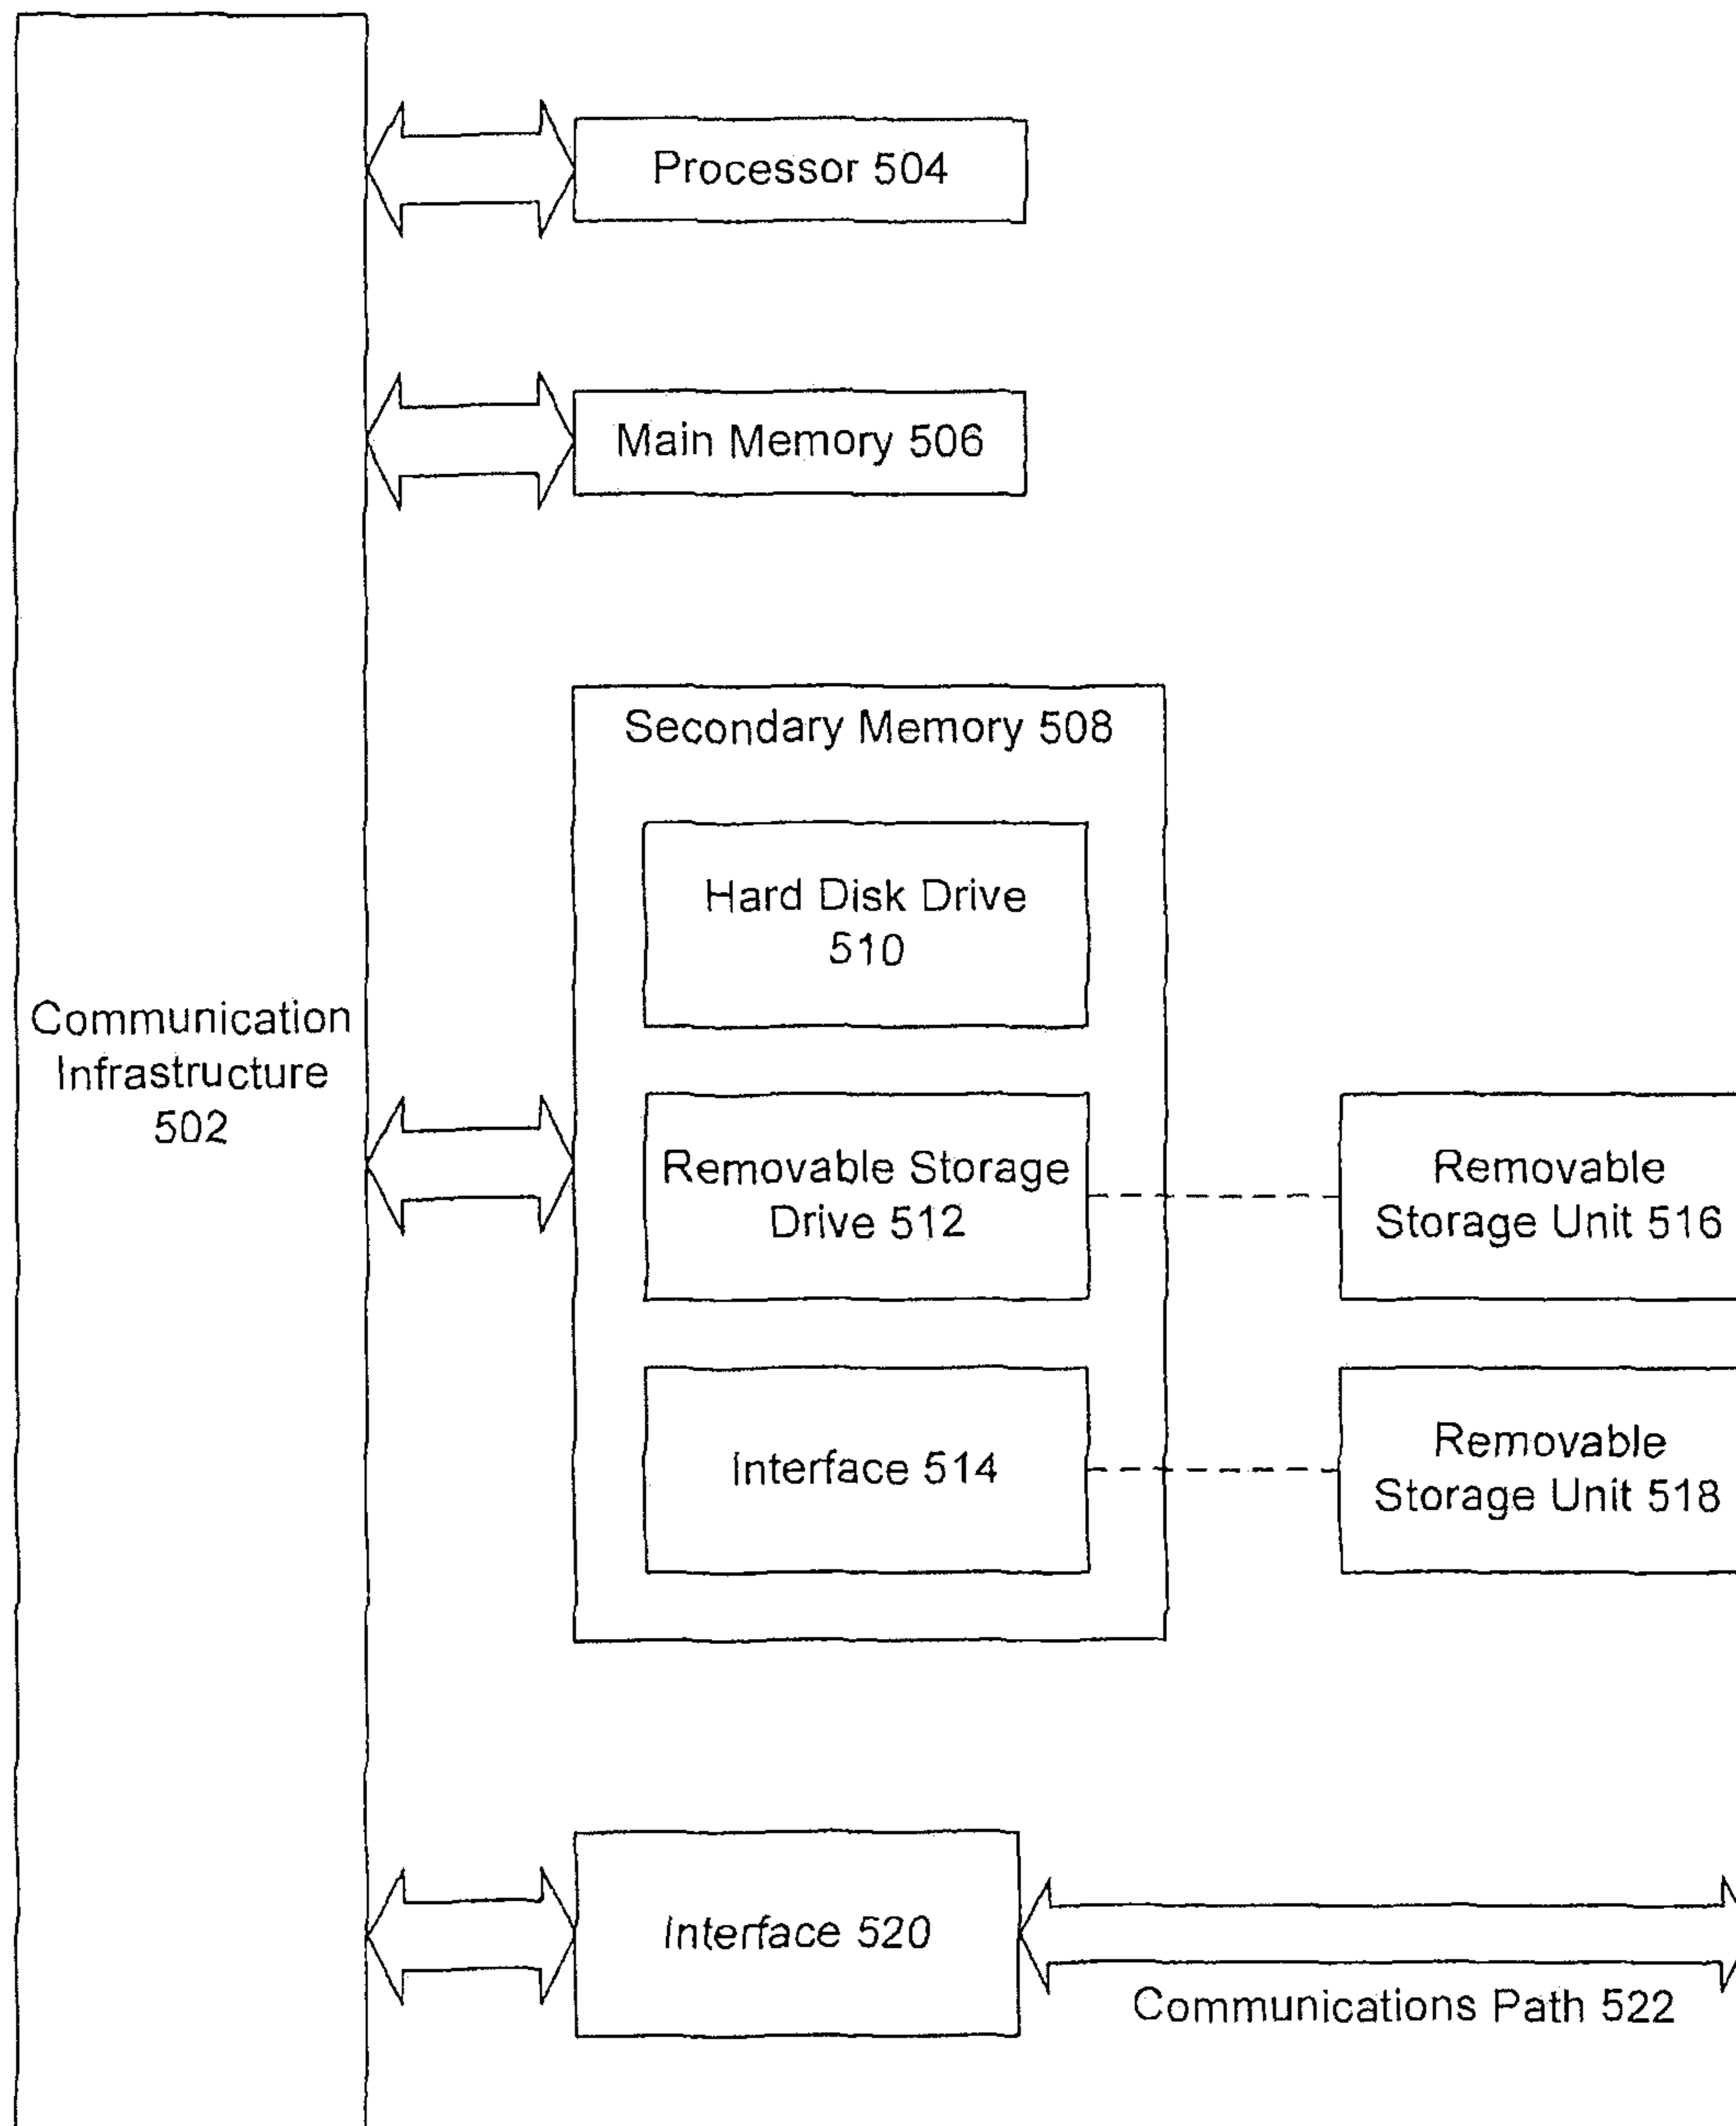 Processor 504
Main Memory 506
Secondary Memory 508
Hard Disk Drive
510
Communication
Infrastructure
502
Removable Storage
Drive 512
Removable
Storage Unit 516
Interface 514
Removable
Storage Unit 518
Interface 520
Communications Path 522